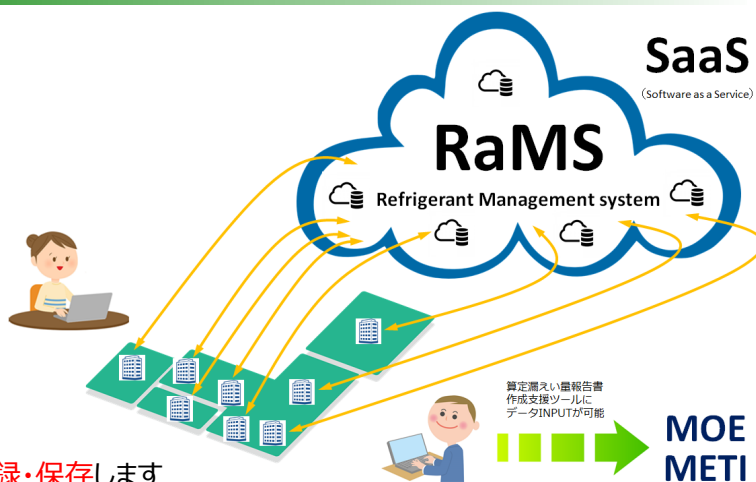 SaaS
(Software as a Service)
RaMS
Refrigerant Management system
算定漏えい量報告書
作成支援ツールに
データINPUTが可能
MOE
METI
録・保存します